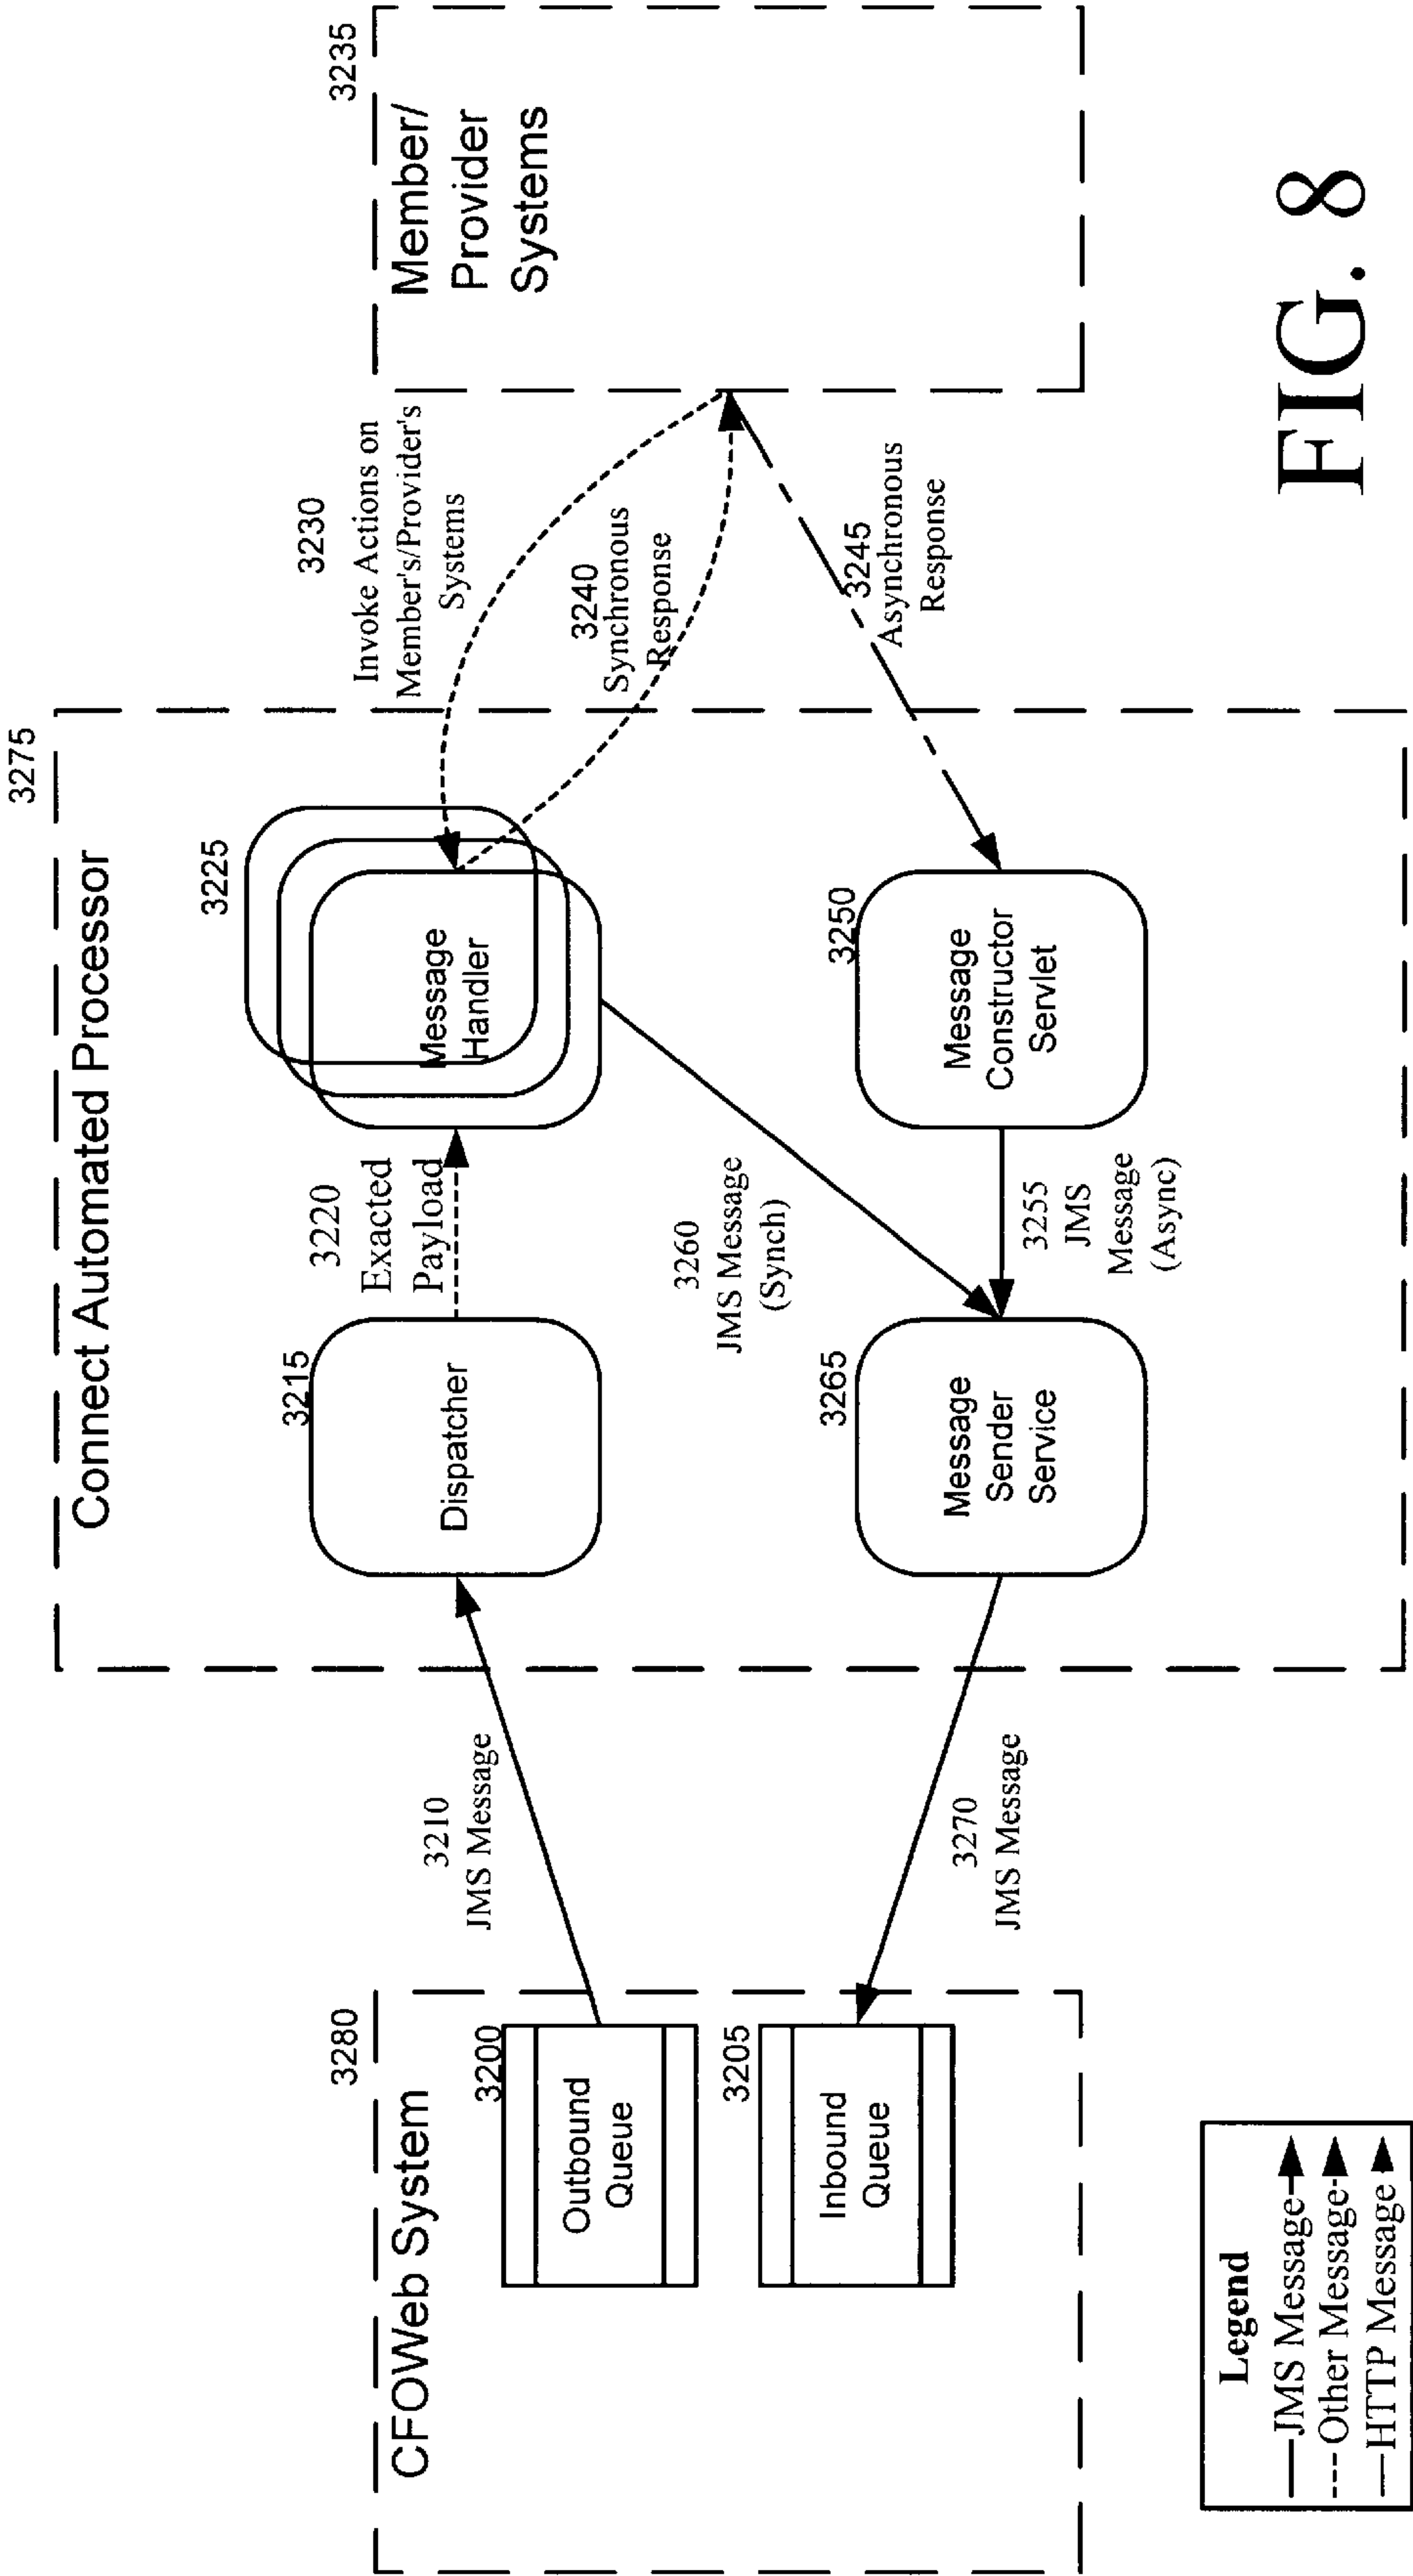 3280
CFOWeb System
3200
Outbound
Queue
3205
Inbound
Queue
3210
JMS Message
3270
JMS Message
3275
Connect Automated Processor
3215
Dispatcher
3220
Exacted
Payload
3225
Message
Handler
3260
JMS Message
(Synch)
3265
Message
Sender
Service
3255
JMS
Message
(Async)
3250
Message
Constructor
Servlet
3230
Invoke Actions on
Member's/Provider's
Systems
3240
Synchronous
Response
3245
Asynchronous
Response
3235
Member/
Provider
Systems
Legend
JMS Message
Other Message
HTTP Message
FIG. 8